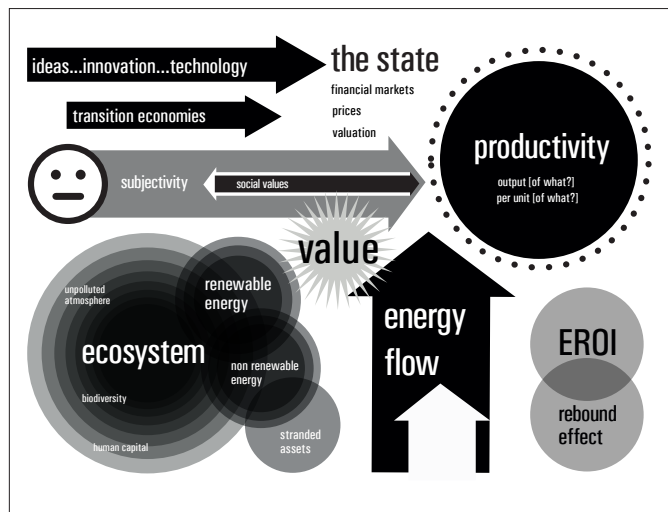 ideas...innovation...technology
the state
financial markets
prices
valuation
transition economies
productivity
output [of what?]
per unit [of what?]
subjectivity
social values
value
unpolluted
atmosphere
renewable
energy
ecosystem
non renewable
energy
biodiversity
human capital
stranded
assets
energy
flow
EROI
rebound
effect